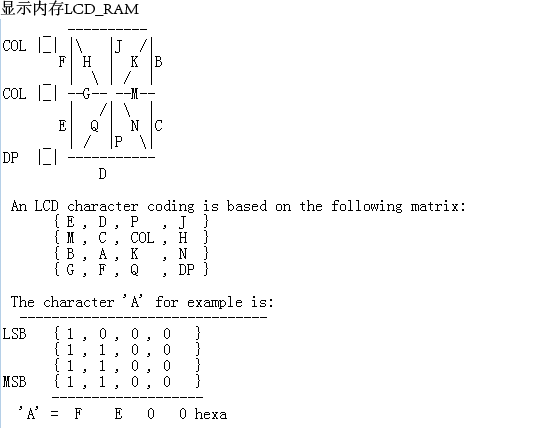 显示内存LCD_RAM
COL |_| F |\ |J /| B
H K
COL |_| --G-- --M--
E Q N C
DP |_| P
D
An LCD character coding is based on the following matrix:
{ E , D , P , J }
{ M , C , COL , H }
{ B , A , K , N }
{ G , F , Q , DP }
The character 'A' for example is:
-------------------------------
LSB { 1 , 0 , 0 , 0 }
{ 1 , 1 , 0 , 0 }
{ 1 , 1 , 0 , 0 }
MSB { 1 , 1 , 0 , 0 }
-------------------
'A' = F E 0 0 hexa